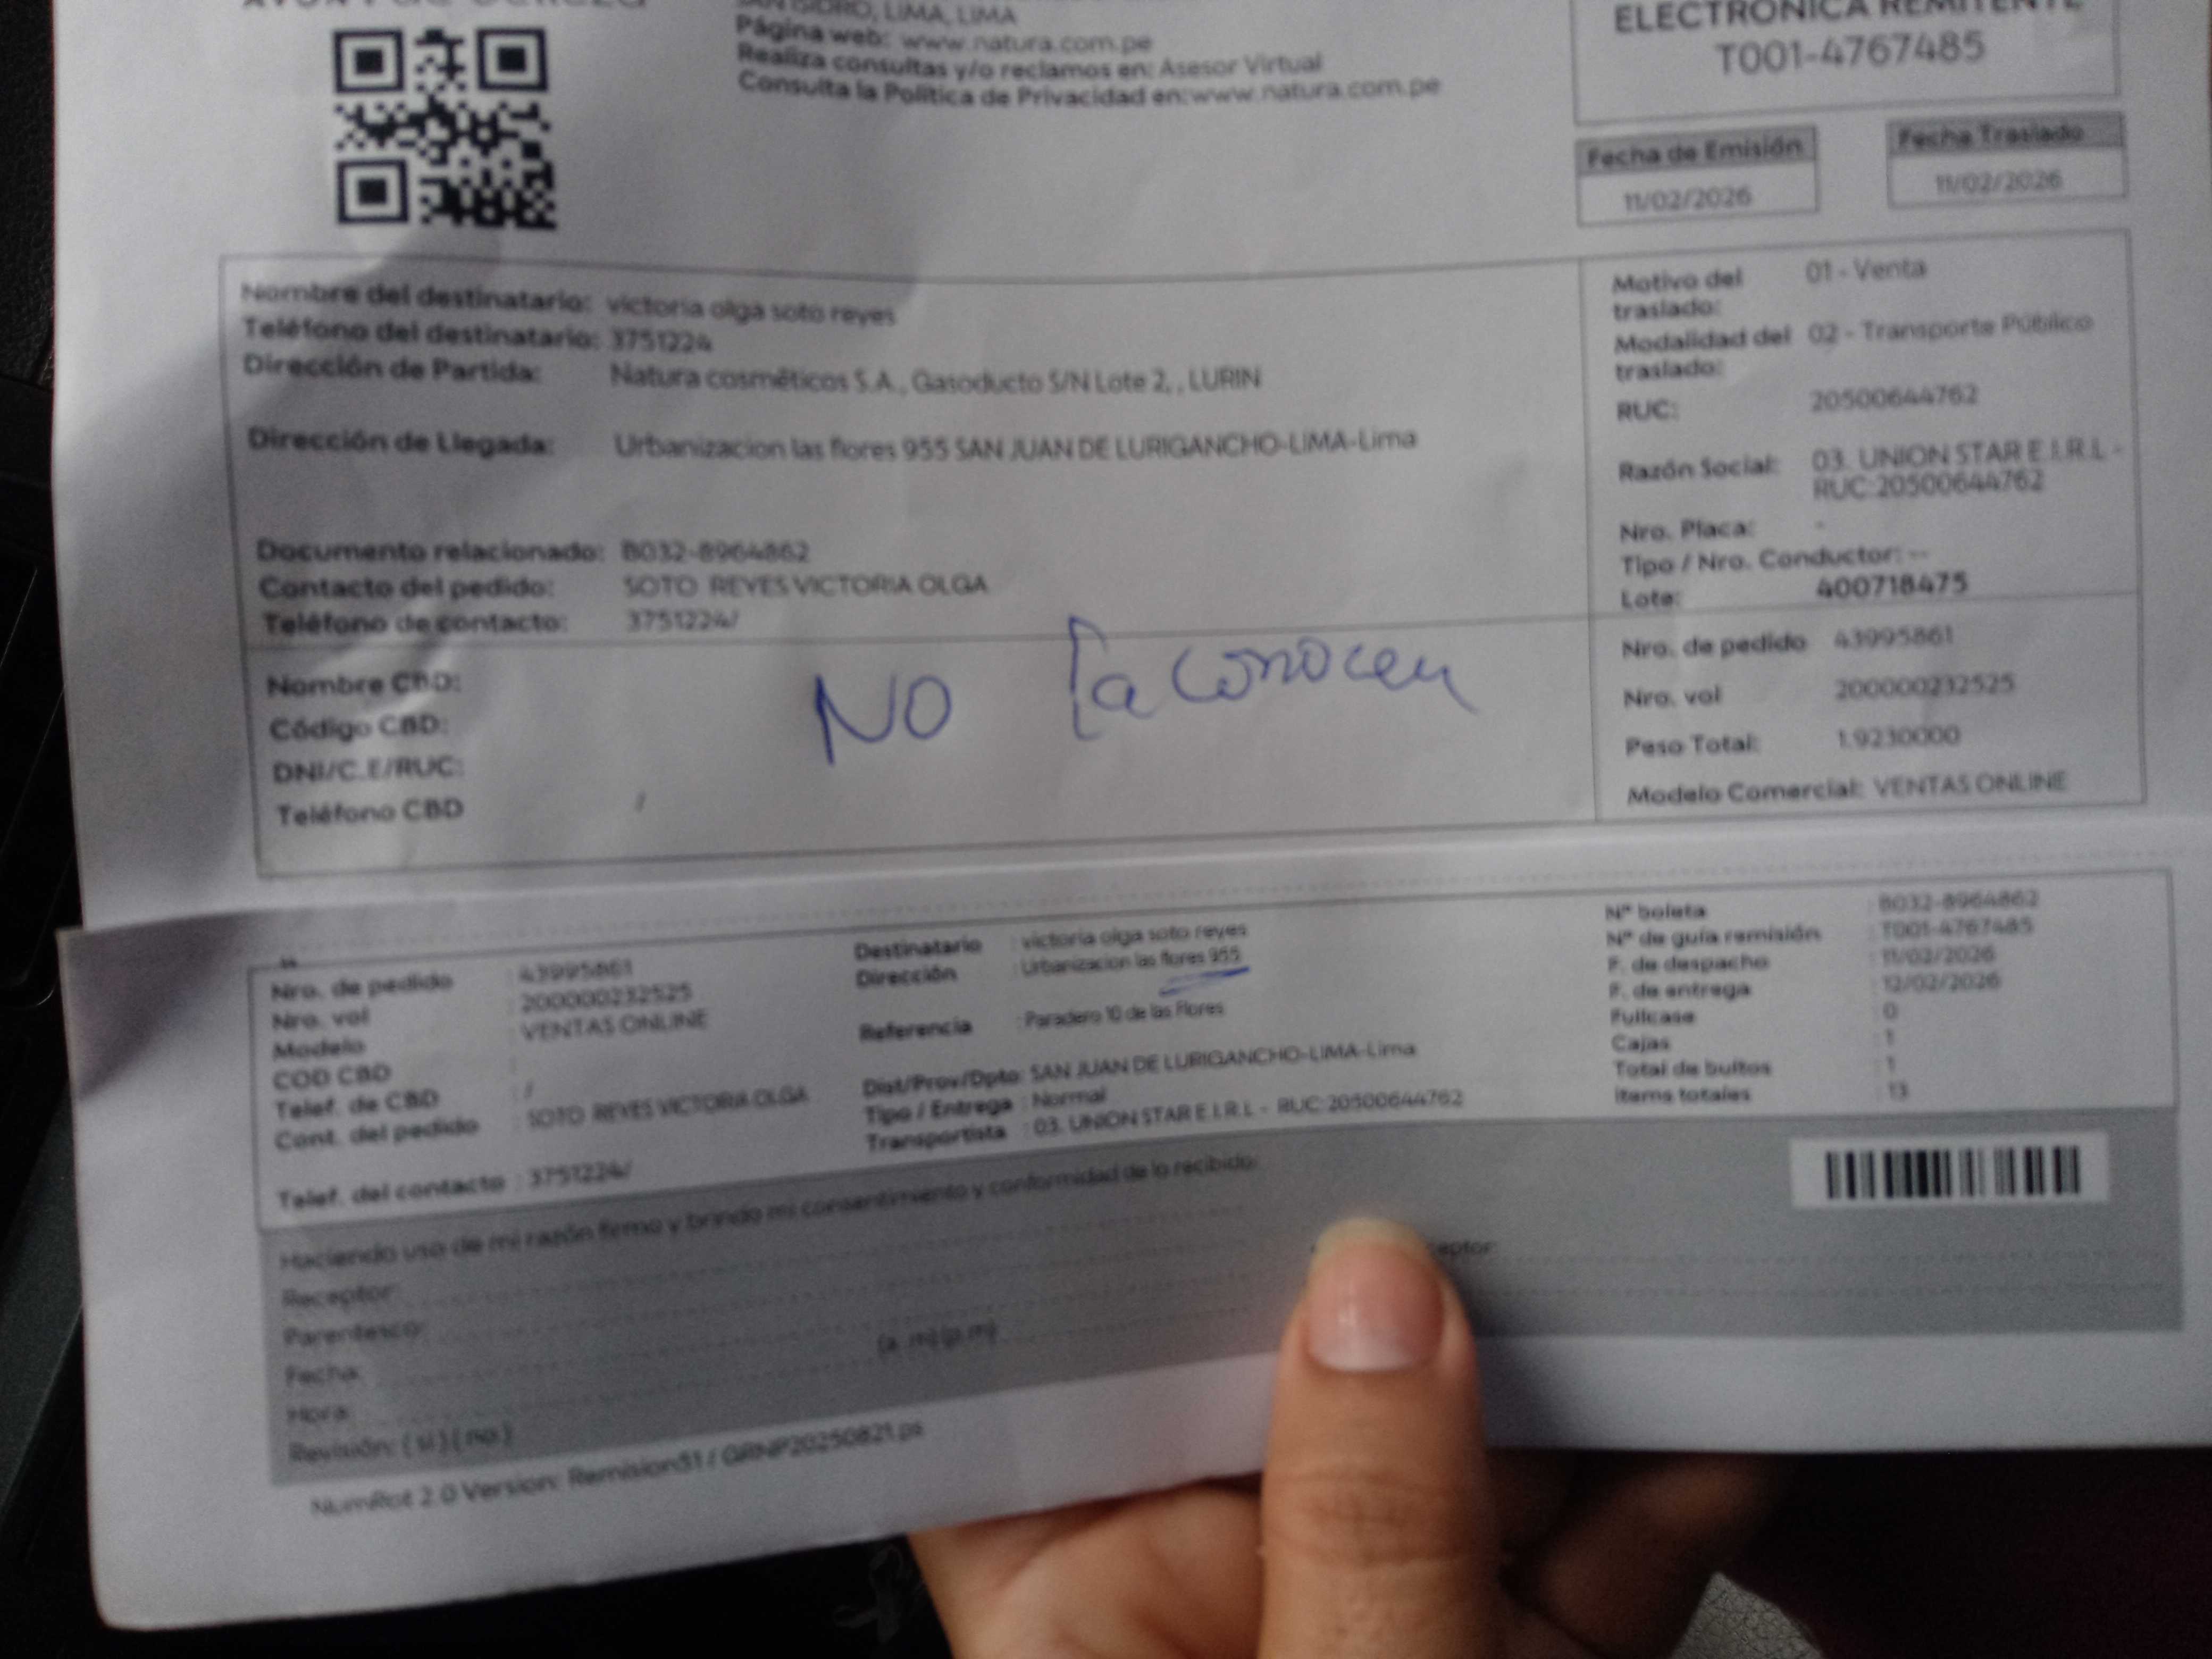 SAN ISIDRO, LIMA, LIMA
Página web: www.natura.com.pe
Realiza consultas y/o reclamos en: Asesor Virtual
Consulta la Política de Privacidad en:www.natura.com.pe
ELECTRÓNICA REMITENTE
T001-4767485
Fecha de Emisión
11/02/2026
Fecha Traslado
11/02/2026
Nombre del destinatario: victoria olga soto reyes
Teléfono del destinatario: 3751224
Dirección de Partida: Natura cosméticos S.A., Gasoducto S/N Lote 2, , LURIN
Dirección de Llegada: Urbanizacion las flores 955 SAN JUAN DE LURIGANCHO-LIMA-Lima
Documento relacionado: B032-8964862
Contacto del pedido: SOTO REYES VICTORIA OLGA
Teléfono de contacto: 3751224/
Motivo del traslado: 01 - Venta
Modalidad del traslado: 02 - Transporte Público
RUC: 20500644762
Razón Social: 03. UNION STAR E.I.R.L -
RUC:20500644762
Nro. Placa: -
Tipo / Nro. Conductor: --
Lote: 400718475
Nombre CBD:
Código CBD:
DNI/C.E/RUC:
Teléfono CBD /
NO la conocen
Nro. de pedido 43995861
Nro. vol 200000232525
Peso Total: 1.9230000
Modelo Comercial: VENTAS ONLINE
Nro. de pedido : 43995861
Nro. vol : 200000232525
Modelo : VENTAS ONLINE
COD CBD :
Telef. de CBD : /
Cont. del pedido : SOTO REYES VICTORIA OLGA
Telef. del contacto : 3751224/
Destinatario : victoria olga soto reyes
Dirección : Urbanizacion las flores 955
Referencia : Paradero 10 de las Flores
Dist/Prov/Dpto: SAN JUAN DE LURIGANCHO-LIMA-Lima
Tipo / Entrega : Normal
Transportista : 03. UNION STAR E.I.R.L - RUC:20500644762
N° boleta : B032-8964862
N° de guía remisión : T001-4767485
F. de despacho : 11/02/2026
F. de entrega : 12/02/2026
Fullcase : 0
Cajas : 1
Total de bultos : 1
Items totales : 13
Haciendo uso de mi razón firmo y brindo mi consentimiento y conformidad de lo recibido:
Receptor:
Parentesco:
Fecha:
Hora: (a. m) (p.m)
Revisión: ( si ) ( no )
NumRot 2.0 Version: Remision51 / GRNP20250821.ps